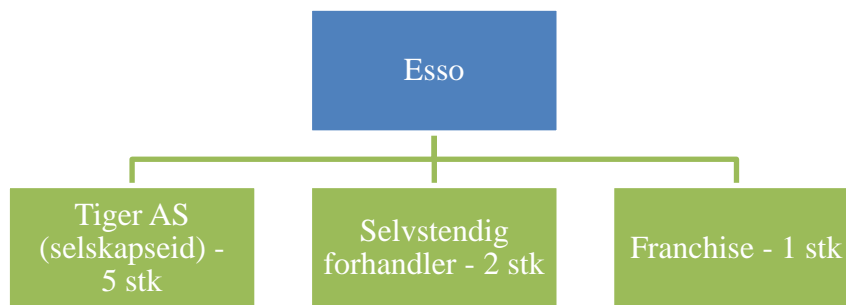 Esso
Tiger AS
(selskapseid) -
5 stk
Selvstendig
forhandler - 2 stk
Franchise - 1 stk